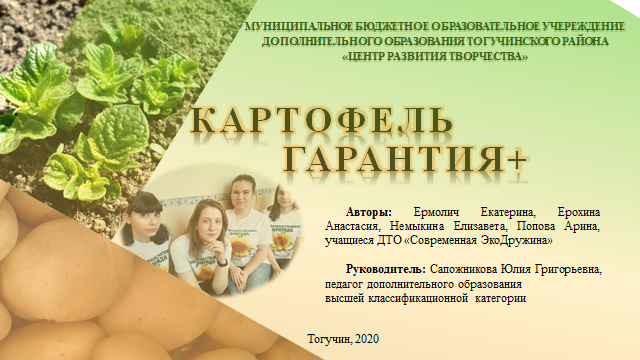 МУНИЦИПАЛЬНОЕ БЮДЖЕТНОЕ ОБРАЗОВАТЕЛЬНОЕ УЧЕРЕЖДЕНИЕ
ДОПОЛНИТЕЛЬНОГО ОБРАЗОВАНИЯ ТОГУЧИНСКОГО РАЙОНА
«ЦЕНТР РАЗВИТИЯ ТВОРЧЕСТВА»
КАРТОФЕЛЬ
ГАРАНТИЯ+
Авторы: Ермолич Екатерина, Ерохина
Анастасия, Немыкина Елизавета, Попова Арина,
учащиеся ДТО «Современная ЭкоДружина»
Руководитель: Сапожникова Юлия Григорьевна,
педагог дополнительного образования
высшей классификационной категории
Тогучин, 2020